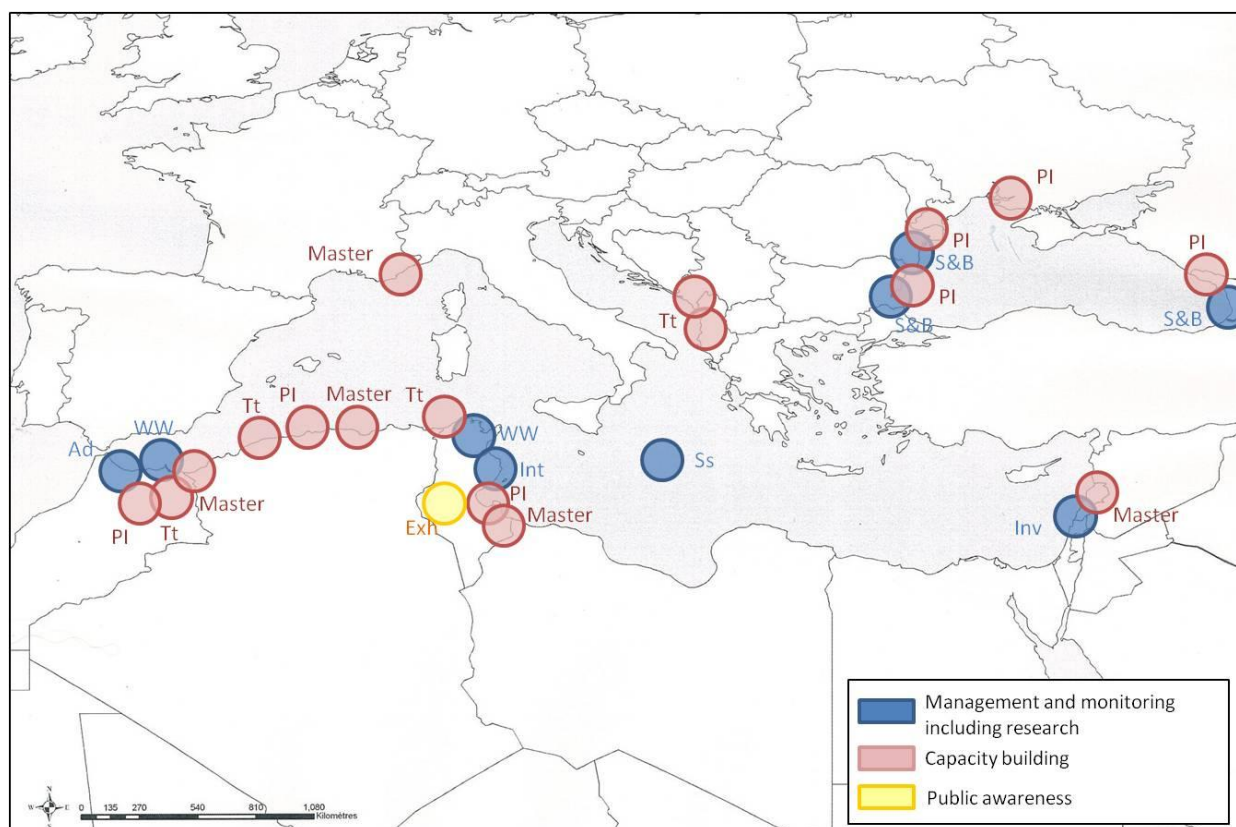 PI
PI
Master
PI
S&B
PI
S&B
S&B
Tt
Master
PI
Tt
Tt
WW
WW
Ad
Ss
Int
PI
Master
Master
Exh
Inv
Master
PI
Tt
Management and monitoring
including research
Capacity building
Public awareness
N
W
E
S
0 135 270 540 810 1,080
Kilomètres